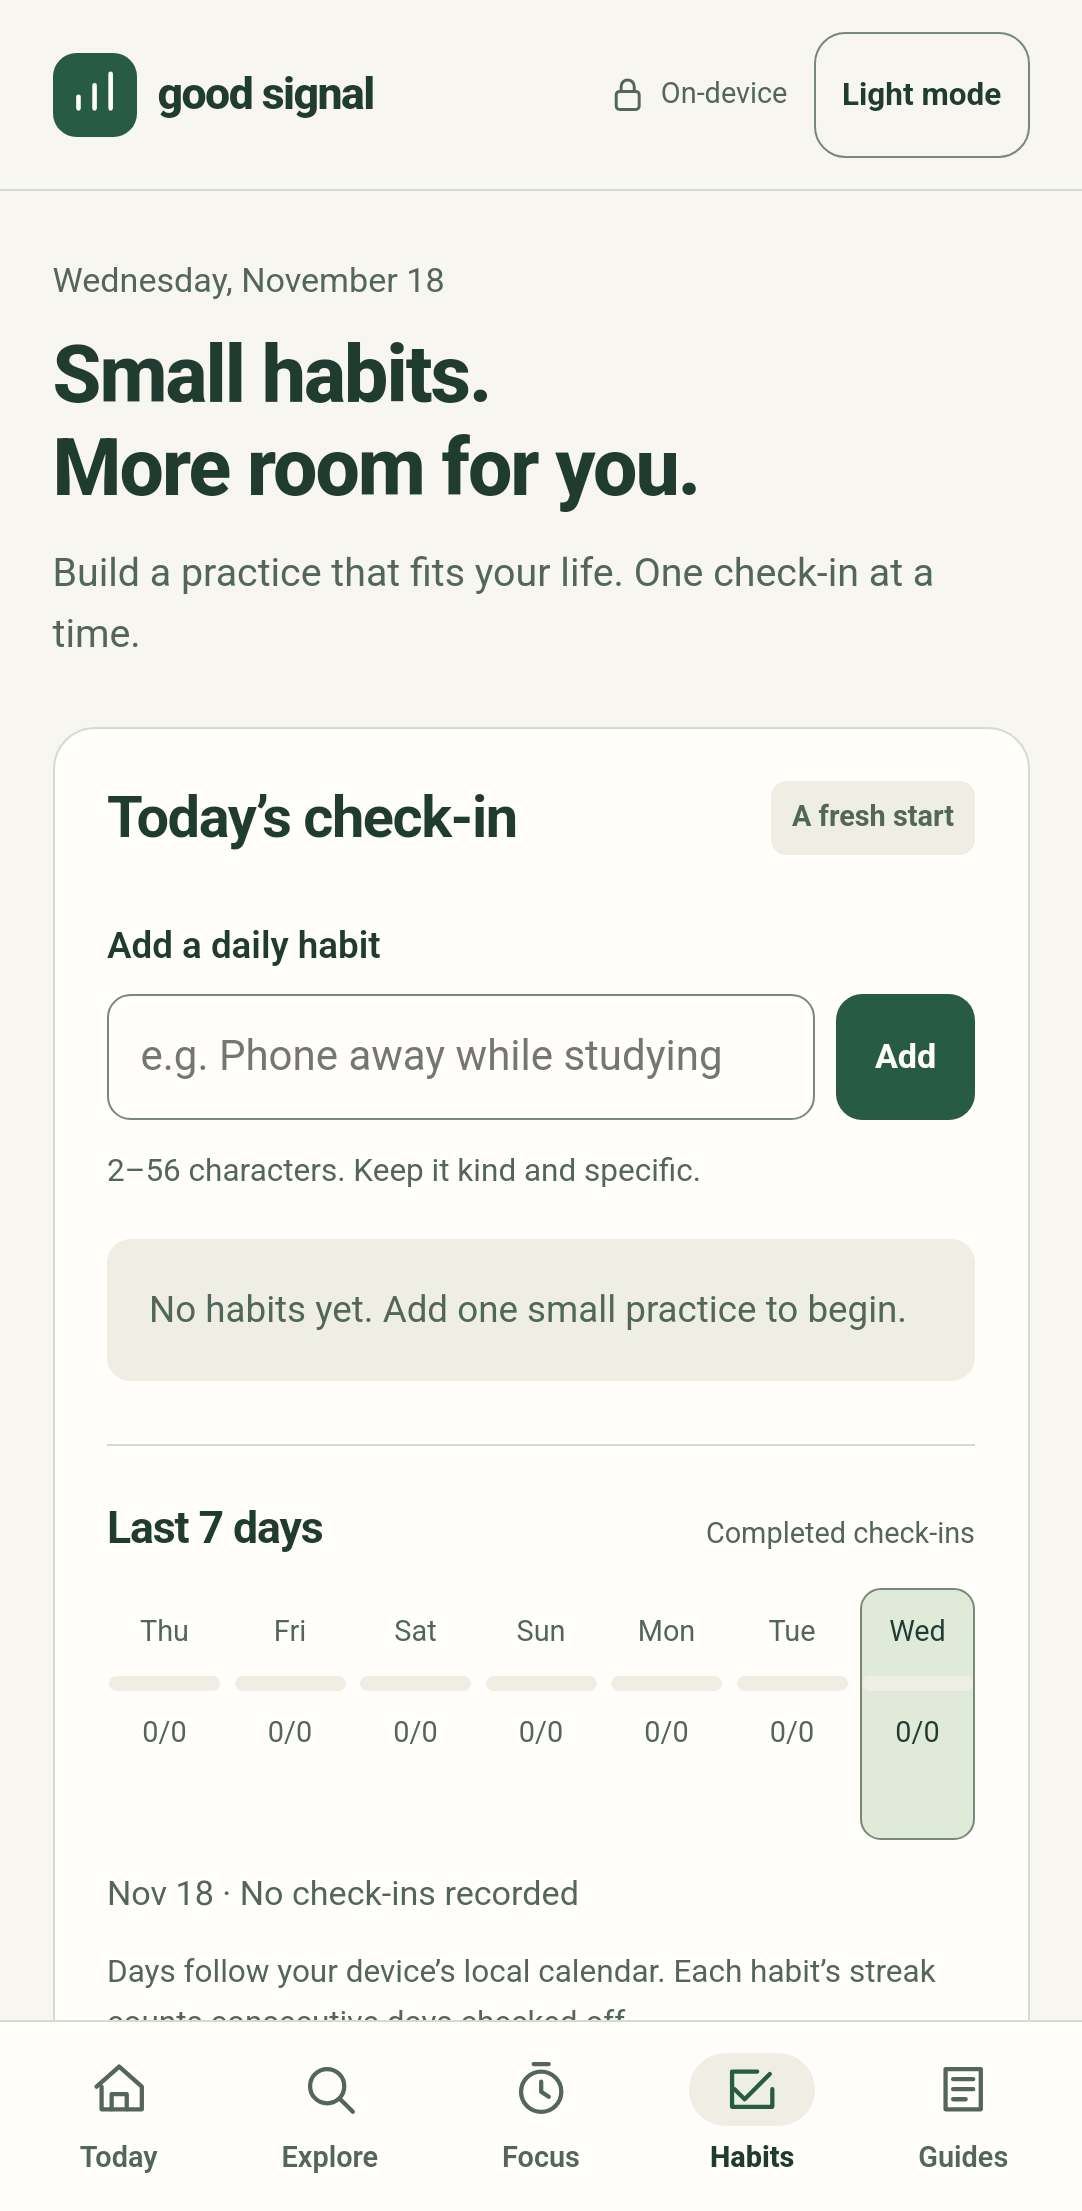 good signal
On-device
Light mode
Wednesday, November 18
Small habits.
More room for you.
Build a practice that fits your life. One check-in at a
time.
Today’s check-in
A fresh start
Add a daily habit
e.g. Phone away while studying
Add
2–56 characters. Keep it kind and specific.
No habits yet. Add one small practice to begin.
Last 7 days
Completed check-ins
Thu Fri Sat Sun Mon Tue Wed
0/0 0/0 0/0 0/0 0/0 0/0 0/0
Nov 18 · No check-ins recorded
Days follow your device’s local calendar. Each habit’s streak
counts consecutive days checked off.
Today Explore Focus Habits Guides